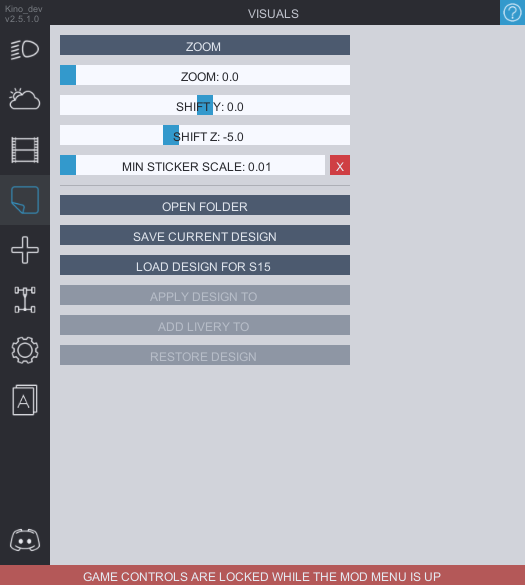 Kino_dev
v2.5.1.0
VISUALS
?
ZOOM
ZOOM: 0.0
SHIFT Y: 0.0
SHIFT Z: -5.0
MIN STICKER SCALE: 0.01
X
OPEN FOLDER
SAVE CURRENT DESIGN
LOAD DESIGN FOR S15
APPLY DESIGN TO
ADD LIVERY TO
RESTORE DESIGN
A
GAME CONTROLS ARE LOCKED WHILE THE MOD MENU IS UP